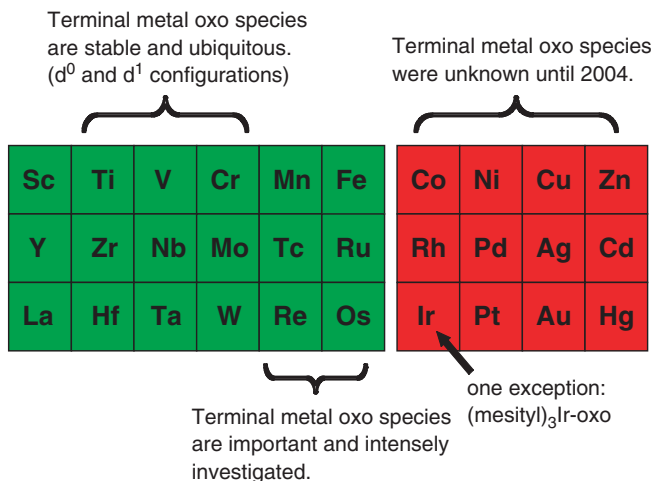 Terminal metal oxo species
are stable and ubiquitous.
(d⁰ and d¹ configurations)
Terminal metal oxo species
were unknown until 2004.
Sc Ti V Cr Mn Fe Co Ni Cu Zn
Y Zr Nb Mo Tc Ru Rh Pd Ag Cd
La Hf Ta W Re Os Ir Pt Au Hg
one exception:
(mesityl)₃Ir-oxo
Terminal metal oxo species
are important and intensely
investigated.